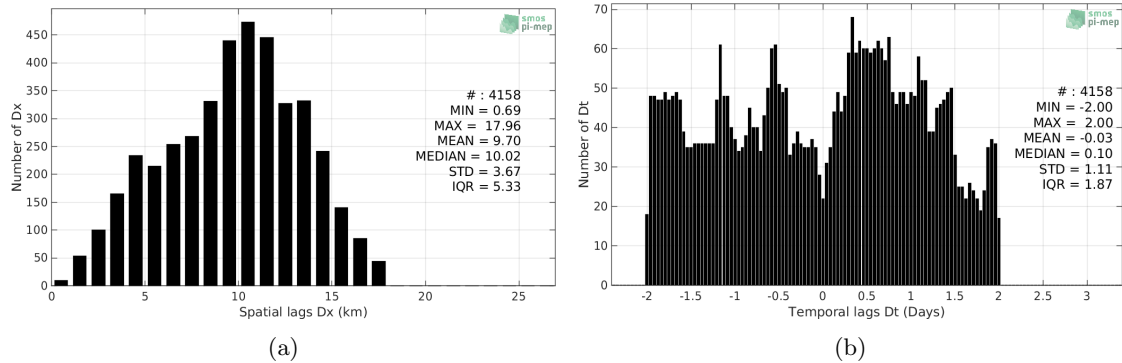 smos
pi-mep
450
400
350
300
250
200
150
100
50
0
Number of Dx
# : 4158
MIN = 0.69
MAX = 17.96
MEAN = 9.70
MEDIAN = 10.02
STD = 3.67
IQR = 5.33
0 5 10 15 20 25
Spatial lags Dx (km)
(a)
smos
pi-mep
70
60
50
40
30
20
10
0
Number of Dt
# : 4158
MIN = -2.00
MAX = 2.00
MEAN = -0.03
MEDIAN = 0.10
STD = 1.11
IQR = 1.87
-2 -1.5 -1 -0.5 0 0.5 1 1.5 2 2.5 3
Temporal lags Dt (Days)
(b)